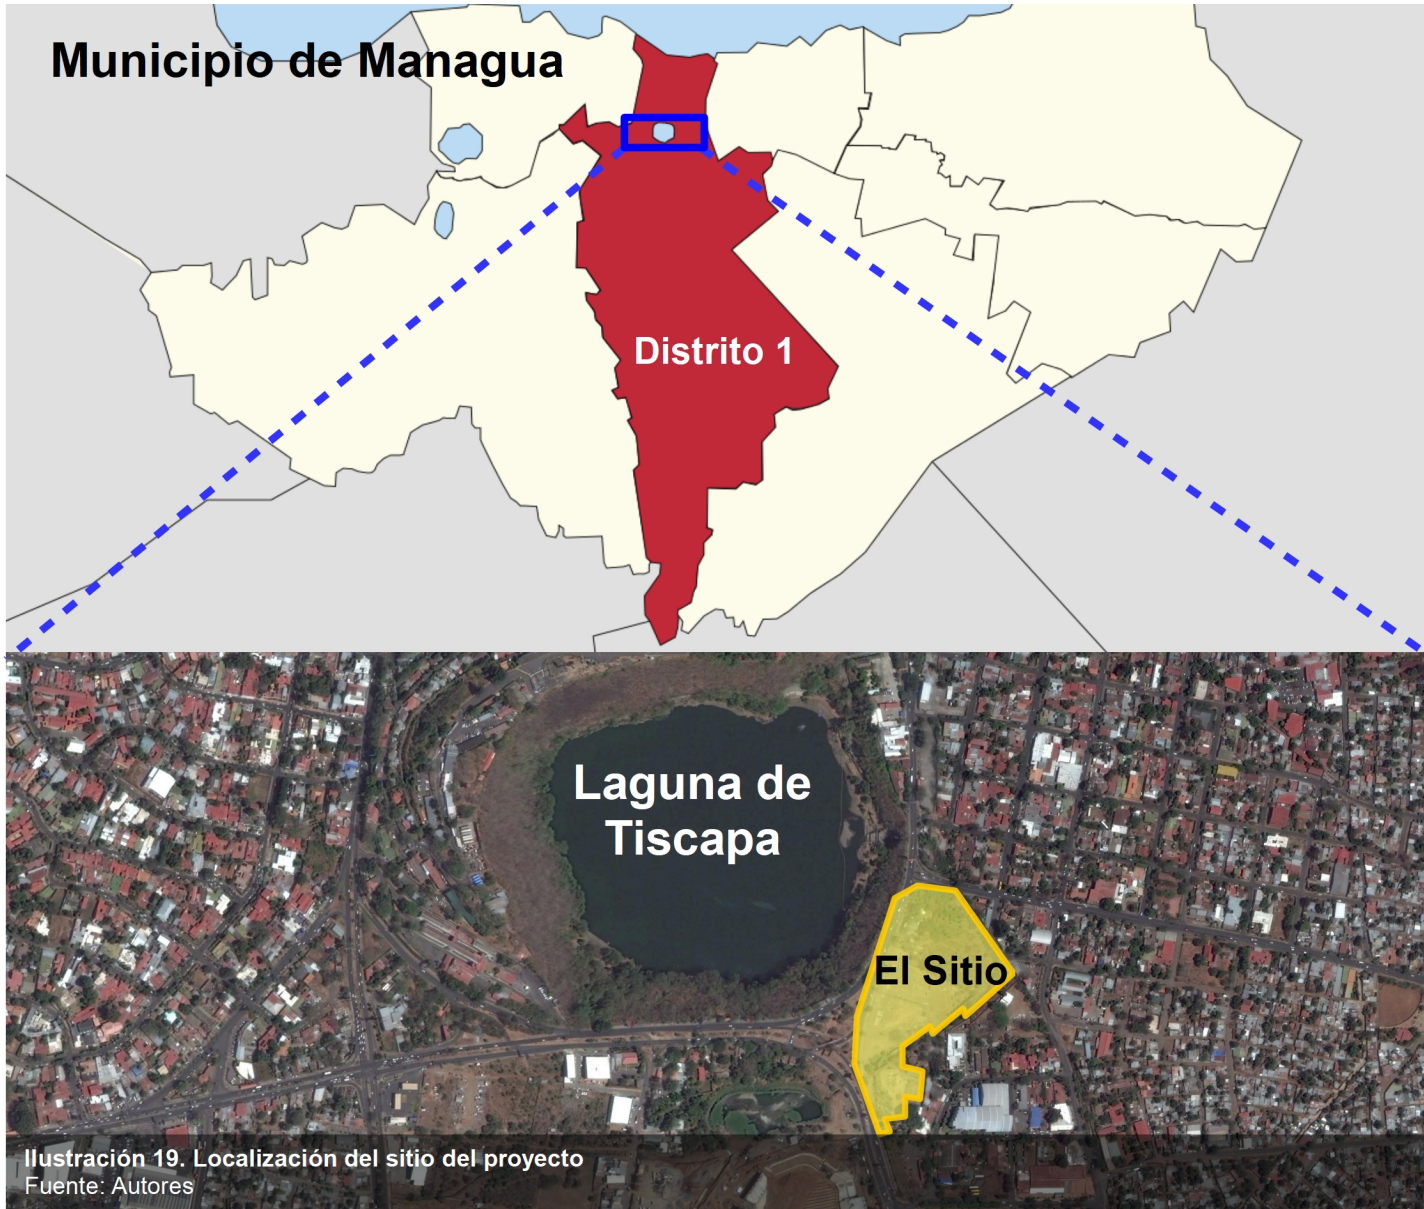 Municipio de Managua
Distrito 1
Laguna de
Tiscapa
El Sitio
Ilustración 19. Localización del sitio del proyecto
Fuente: Autores